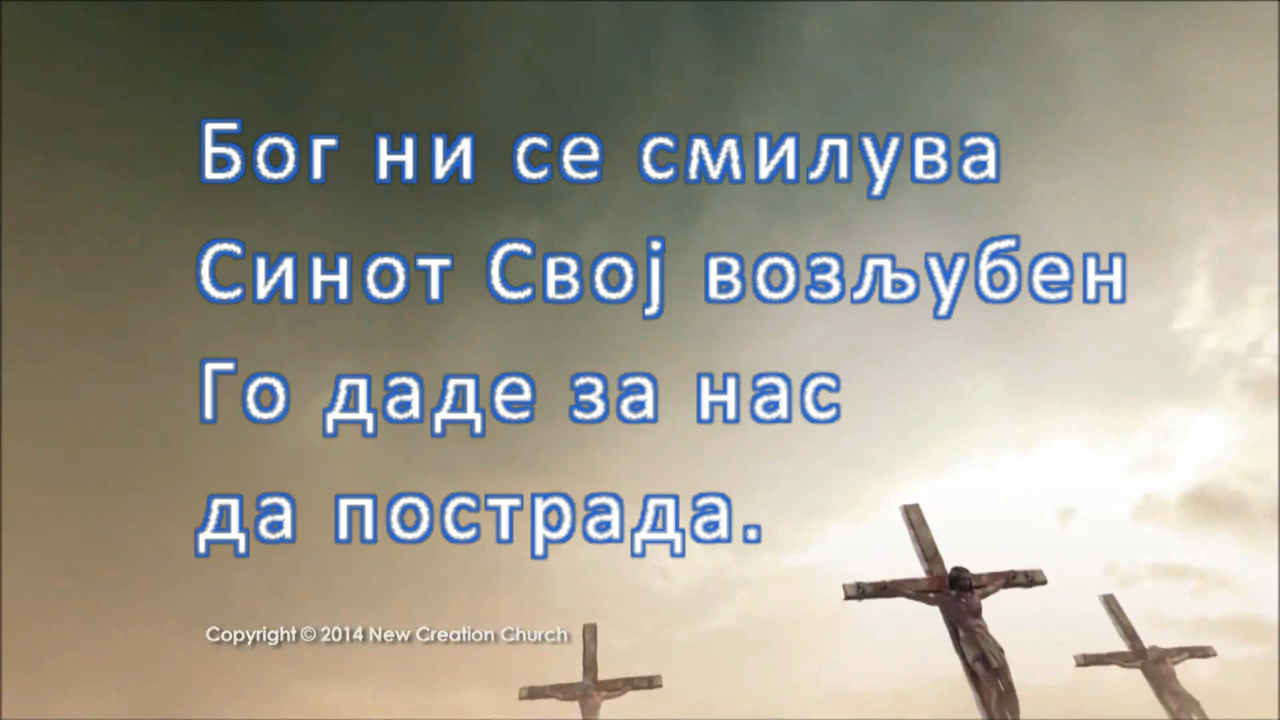 Бог ни се смилува
Синот Свој возљубен
Го даде за нас
да пострада.
Copyright © 2014 New Creation Church